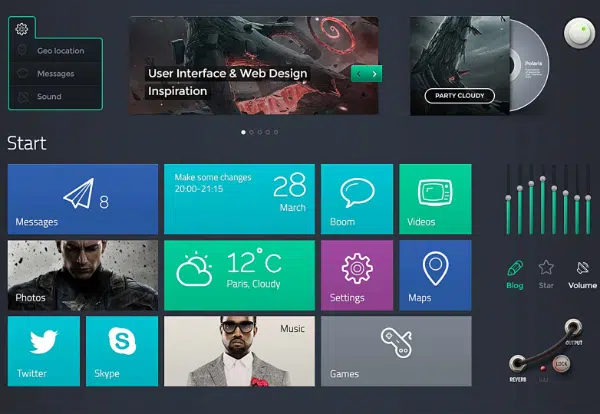 Geo location
Messages
Sound
User Interface & Web Design
Inspiration
PARTY CLOUDY
Polaris
Start
Messages
8
Make some changes
20:00-21:15
28
March
Boom
Videos
Photos
12°C
Paris, Cloudy
Settings
Maps
Twitter
Skype
Music
Games
Blog
Star
Volume
OUTPUT
REVERB
LOCK